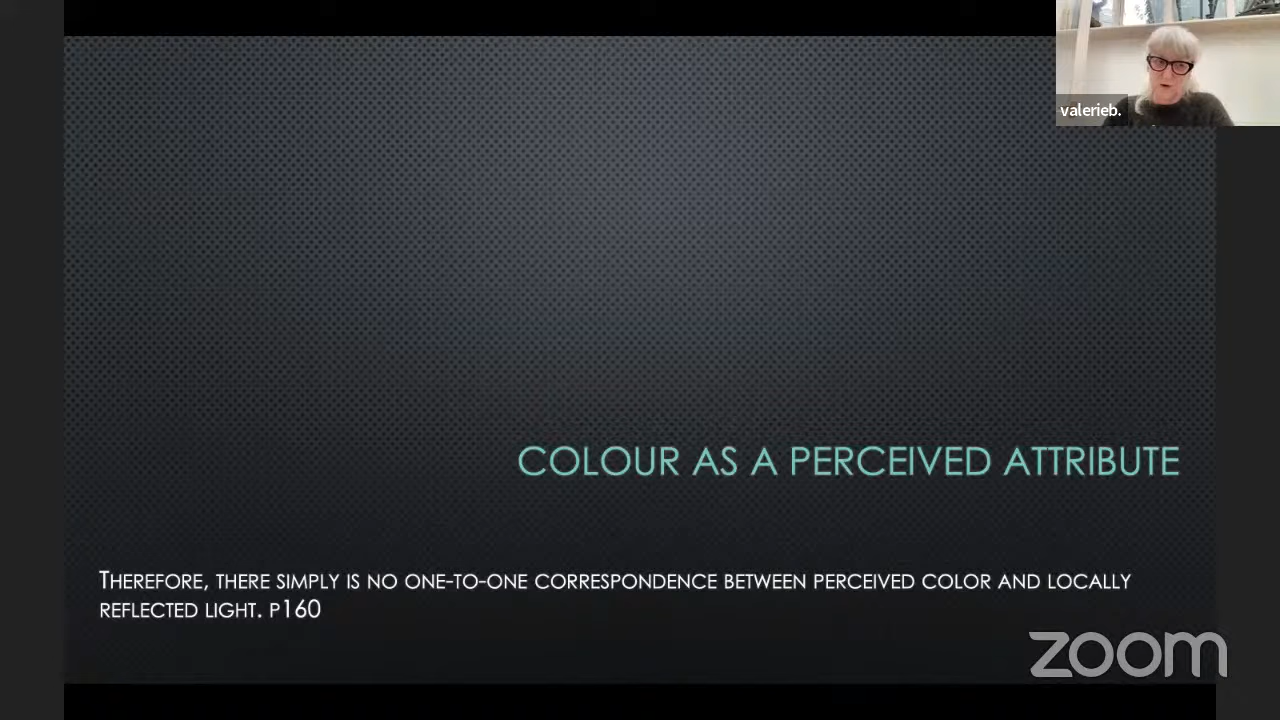 valerieb.
COLOUR AS A PERCEIVED ATTRIBUTE
THEREFORE, THERE SIMPLY IS NO ONE-TO-ONE CORRESPONDENCE BETWEEN PERCEIVED COLOR AND LOCALLY
REFLECTED LIGHT. P160
zoom